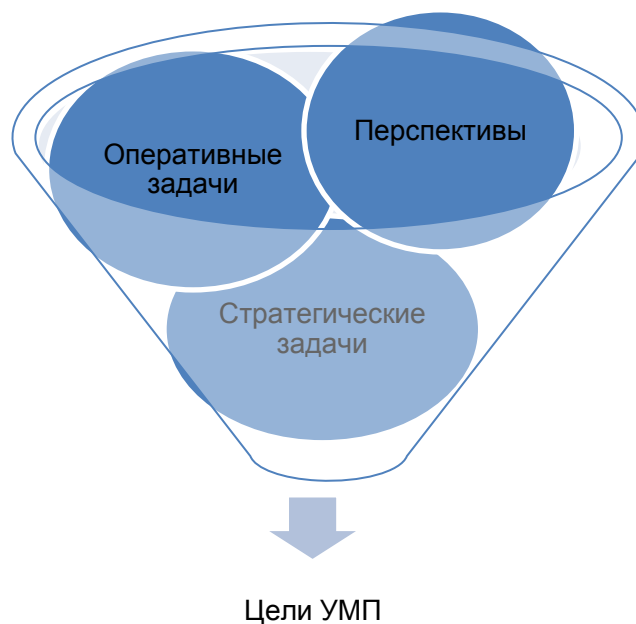 Оперативные
задачи
Перспективы
Стратегические
задачи
Цели УМП